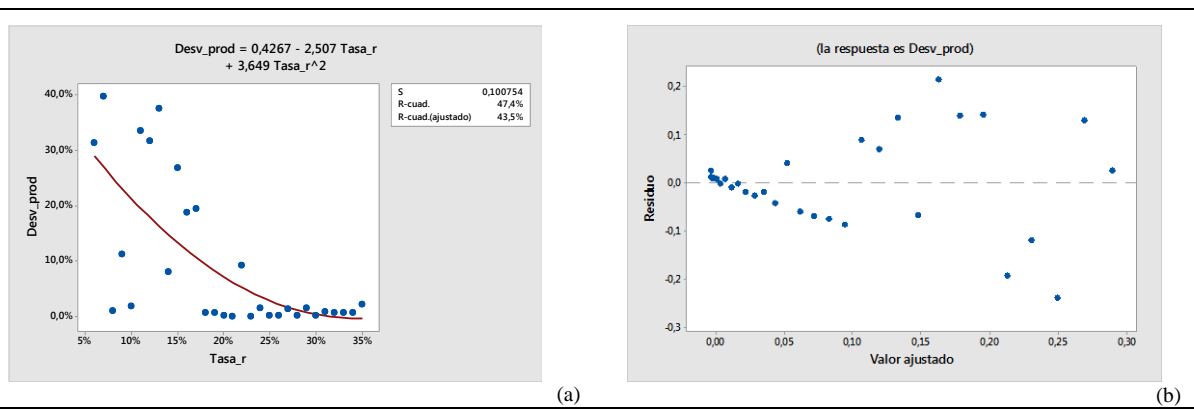 Desv_prod = 0,4267 - 2,507 Tasa_r
+ 3,649 Tasa_r^2
S 0,100754
R-cuad. 47,4%
R-cuad.(ajustado) 43,5%
40,0%
30,0%
20,0%
10,0%
0,0%
Desv_prod
5% 10% 15% 20% 25% 30% 35%
Tasa_r
(a)
(la respuesta es Desv_prod)
0,2
0,1
0,0
-0,1
-0,2
-0,3
Residuo
0,00 0,05 0,10 0,15 0,20 0,25 0,30
Valor ajustado
(b)